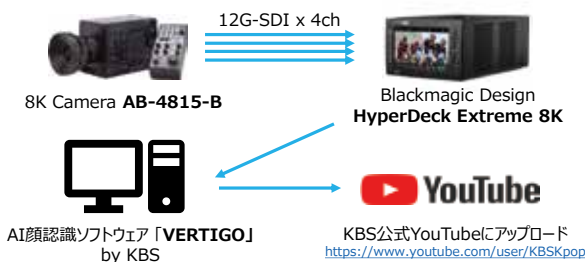 12G-SDI x 4ch
8K Camera AB-4815-B
Blackmagic Design
HyperDeck Extreme 8K
YouTube
AI顔認識ソフトウェア「VERTIGO」
by KBS
KBS公式YouTubeにアップロード
https://www.youtube.com/user/KBSKpop